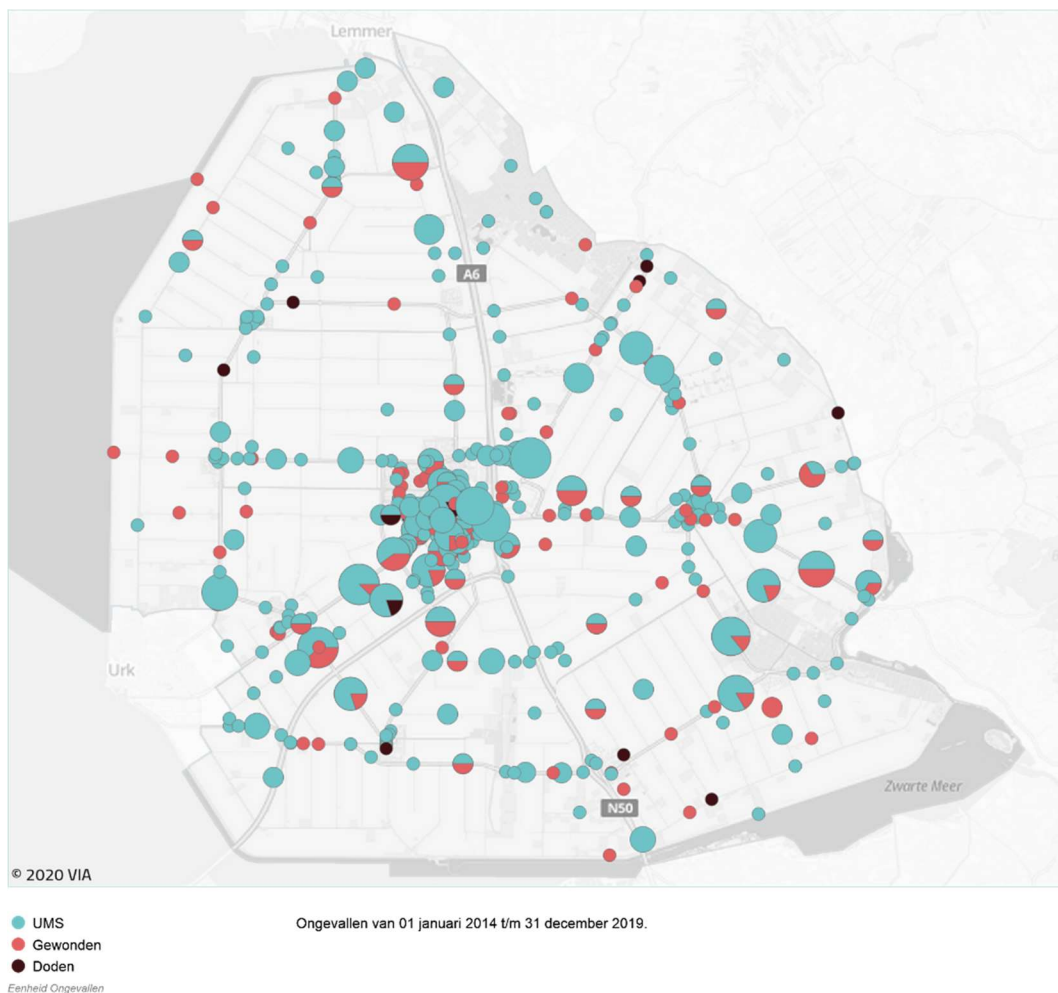 Lemmer
A6
Urk
Zwarte Meer
N50
© 2020 VIA
UMS
Ongevallen van 01 januari 2014 t/m 31 december 2019.
Gewonden
Doden
Eenheid Ongevallen